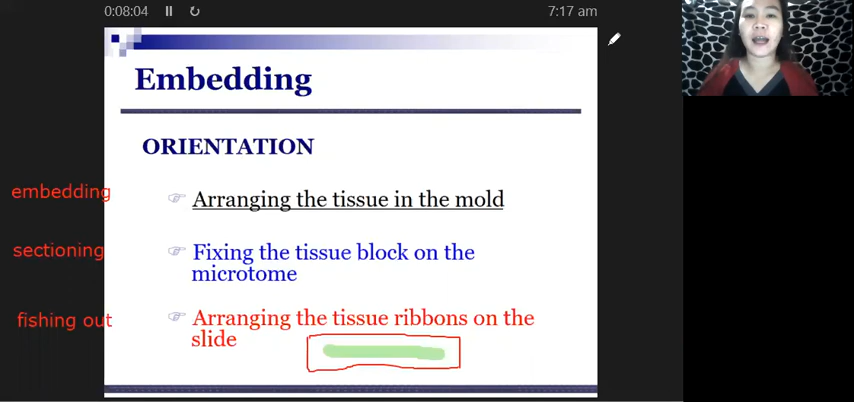 0:08:04
7:17 am
Embedding
ORIENTATION
embedding
Arranging the tissue in the mold
sectioning
Fixing the tissue block on the
microtome
fishing out
Arranging the tissue ribbons on the
slide